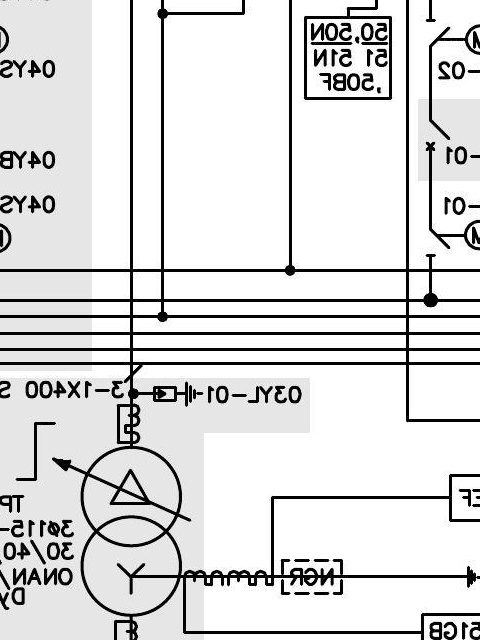 50,50N
51 51N
,50BF
M
04YS
-02
04YB
-01
04YS
-01
M
3-1X400 S
03YL-01
TP
EF
3ø115-
30/40,
ONAN/
NGR
Dy
51GB